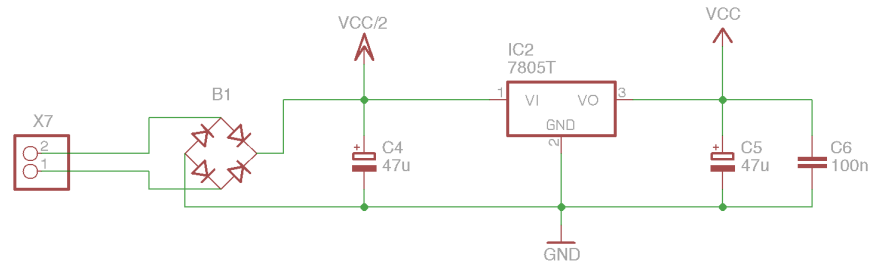 VCC/2
VCC
IC2
7805T
B1
X7
1
VI
VO
3
GND
2
2
1
C4
47u
C5
47u
C6
100n
GND